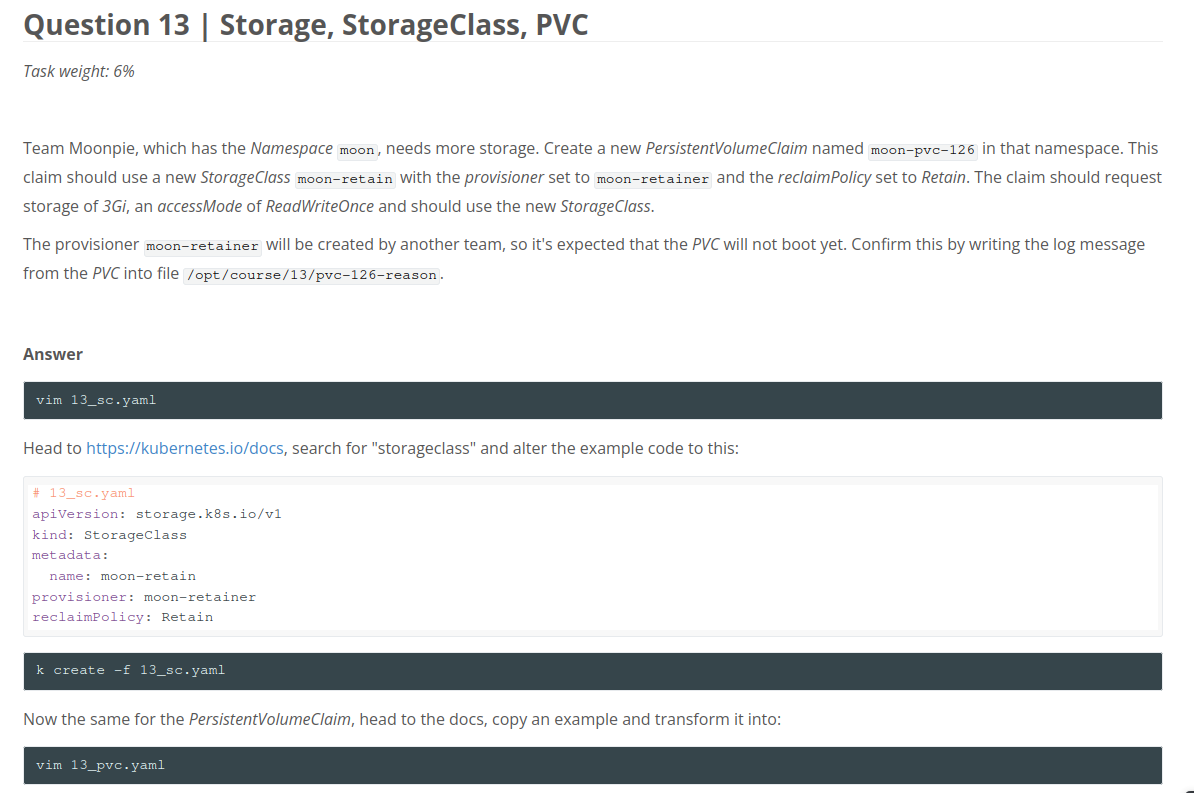 Question 13 | Storage, StorageClass, PVC
Task weight: 6%
Team Moonpie, which has the Namespace moon, needs more storage. Create a new PersistentVolumeClaim named moon-pvc-126 in that namespace. This
claim should use a new StorageClass moon-retain with the provisioner set to moon-retainer and the reclaimPolicy set to Retain. The claim should request
storage of 3Gi, an accessMode of ReadWriteOnce and should use the new StorageClass.
The provisioner moon-retainer will be created by another team, so it's expected that the PVC will not boot yet. Confirm this by writing the log message
from the PVC into file /opt/course/13/pvc-126-reason.
Answer
vim 13_sc.yaml
Head to https://kubernetes.io/docs, search for "storageclass" and alter the example code to this:
# 13_sc.yaml
apiVersion: storage.k8s.io/v1
kind: StorageClass
metadata:
  name: moon-retain
provisioner: moon-retainer
reclaimPolicy: Retain
k create -f 13_sc.yaml
Now the same for the PersistentVolumeClaim, head to the docs, copy an example and transform it into:
vim 13_pvc.yaml